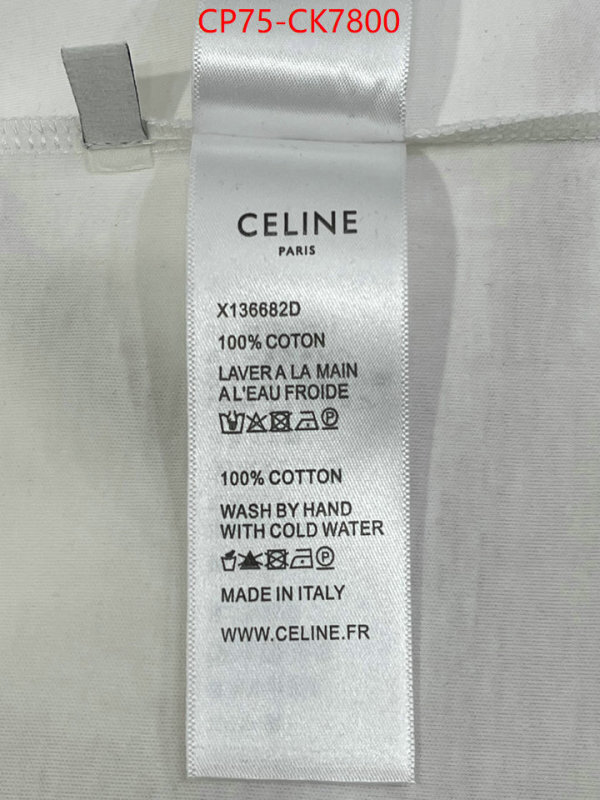 CP75-CK7800
CELINE
PARIS
X136682D
100% COTON
LAVER A LA MAIN
A L'EAU FROIDE
100% COTTON
WASH BY HAND
WITH COLD WATER
MADE IN ITALY
WWW.CELINE.FR